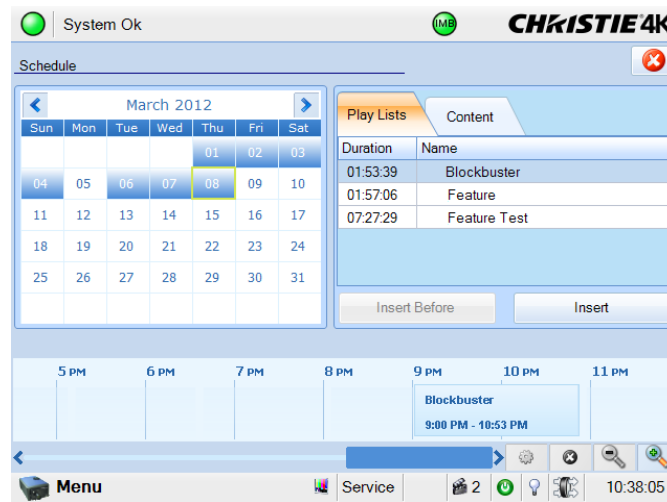 System Ok
IMB
CHRISTIE 4K
Schedule
March 2012
Sun Mon Tue Wed Thu Fri Sat
01 02 03
04 05 06 07 08 09 10
11 12 13 14 15 16 17
18 19 20 21 22 23 24
25 26 27 28 29 30 31
Play Lists Content
Duration Name
01:53:39 Blockbuster
01:57:06 Feature
07:27:29 Feature Test
Insert Before Insert
5 PM 6 PM 7 PM 8 PM 9 PM 10 PM 11 PM
Blockbuster
9:00 PM - 10:53 PM
Menu Service 2 10:38:05